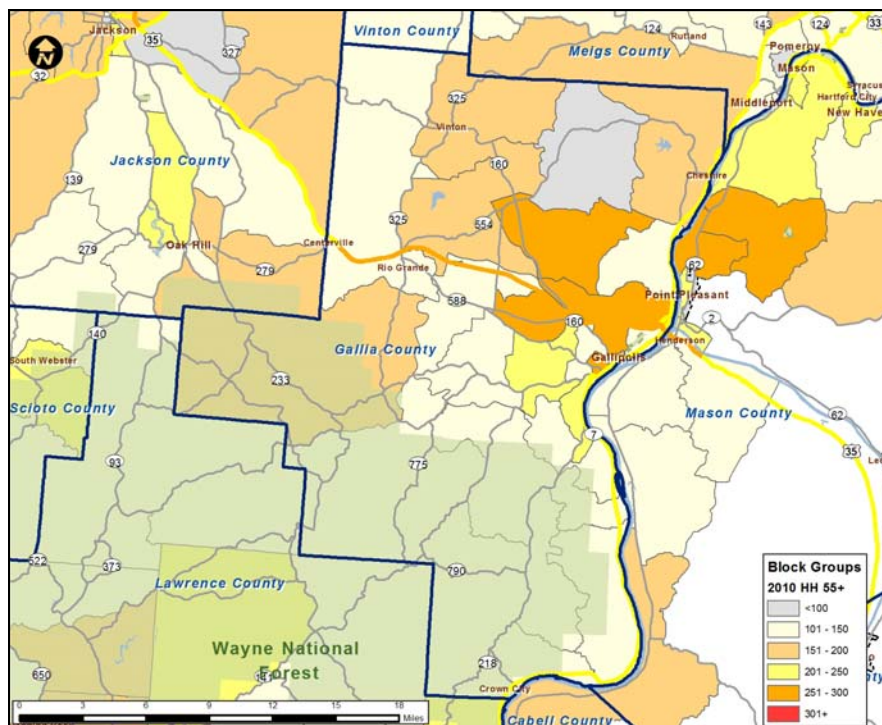 Jackson
35
327
Vinton County
124
Rutland
143
124
33
Pomeroy
Mason
Meigs County
N
32
325
Syracus
Hartford City
Middleport
New Have
Vinton
Jackson County
160
139
Cheshire
325
554
Oak Hill
Centerville
279
279
Rio Grande
62
588
Point Pleasant
160
2
140
Henderson
Gallia County
Gallipolis
South Webster
233
Scioto County
Mason County
62
7
35
93
775
522
373
790
Lawrence County
Wayne National
Forest
218
650
Crown City
Cabell County
0
3
6
12
18
Miles
Block Groups
2010 HH 55+
<100
101 - 150
151 - 200
201 - 250
251 - 300
301+